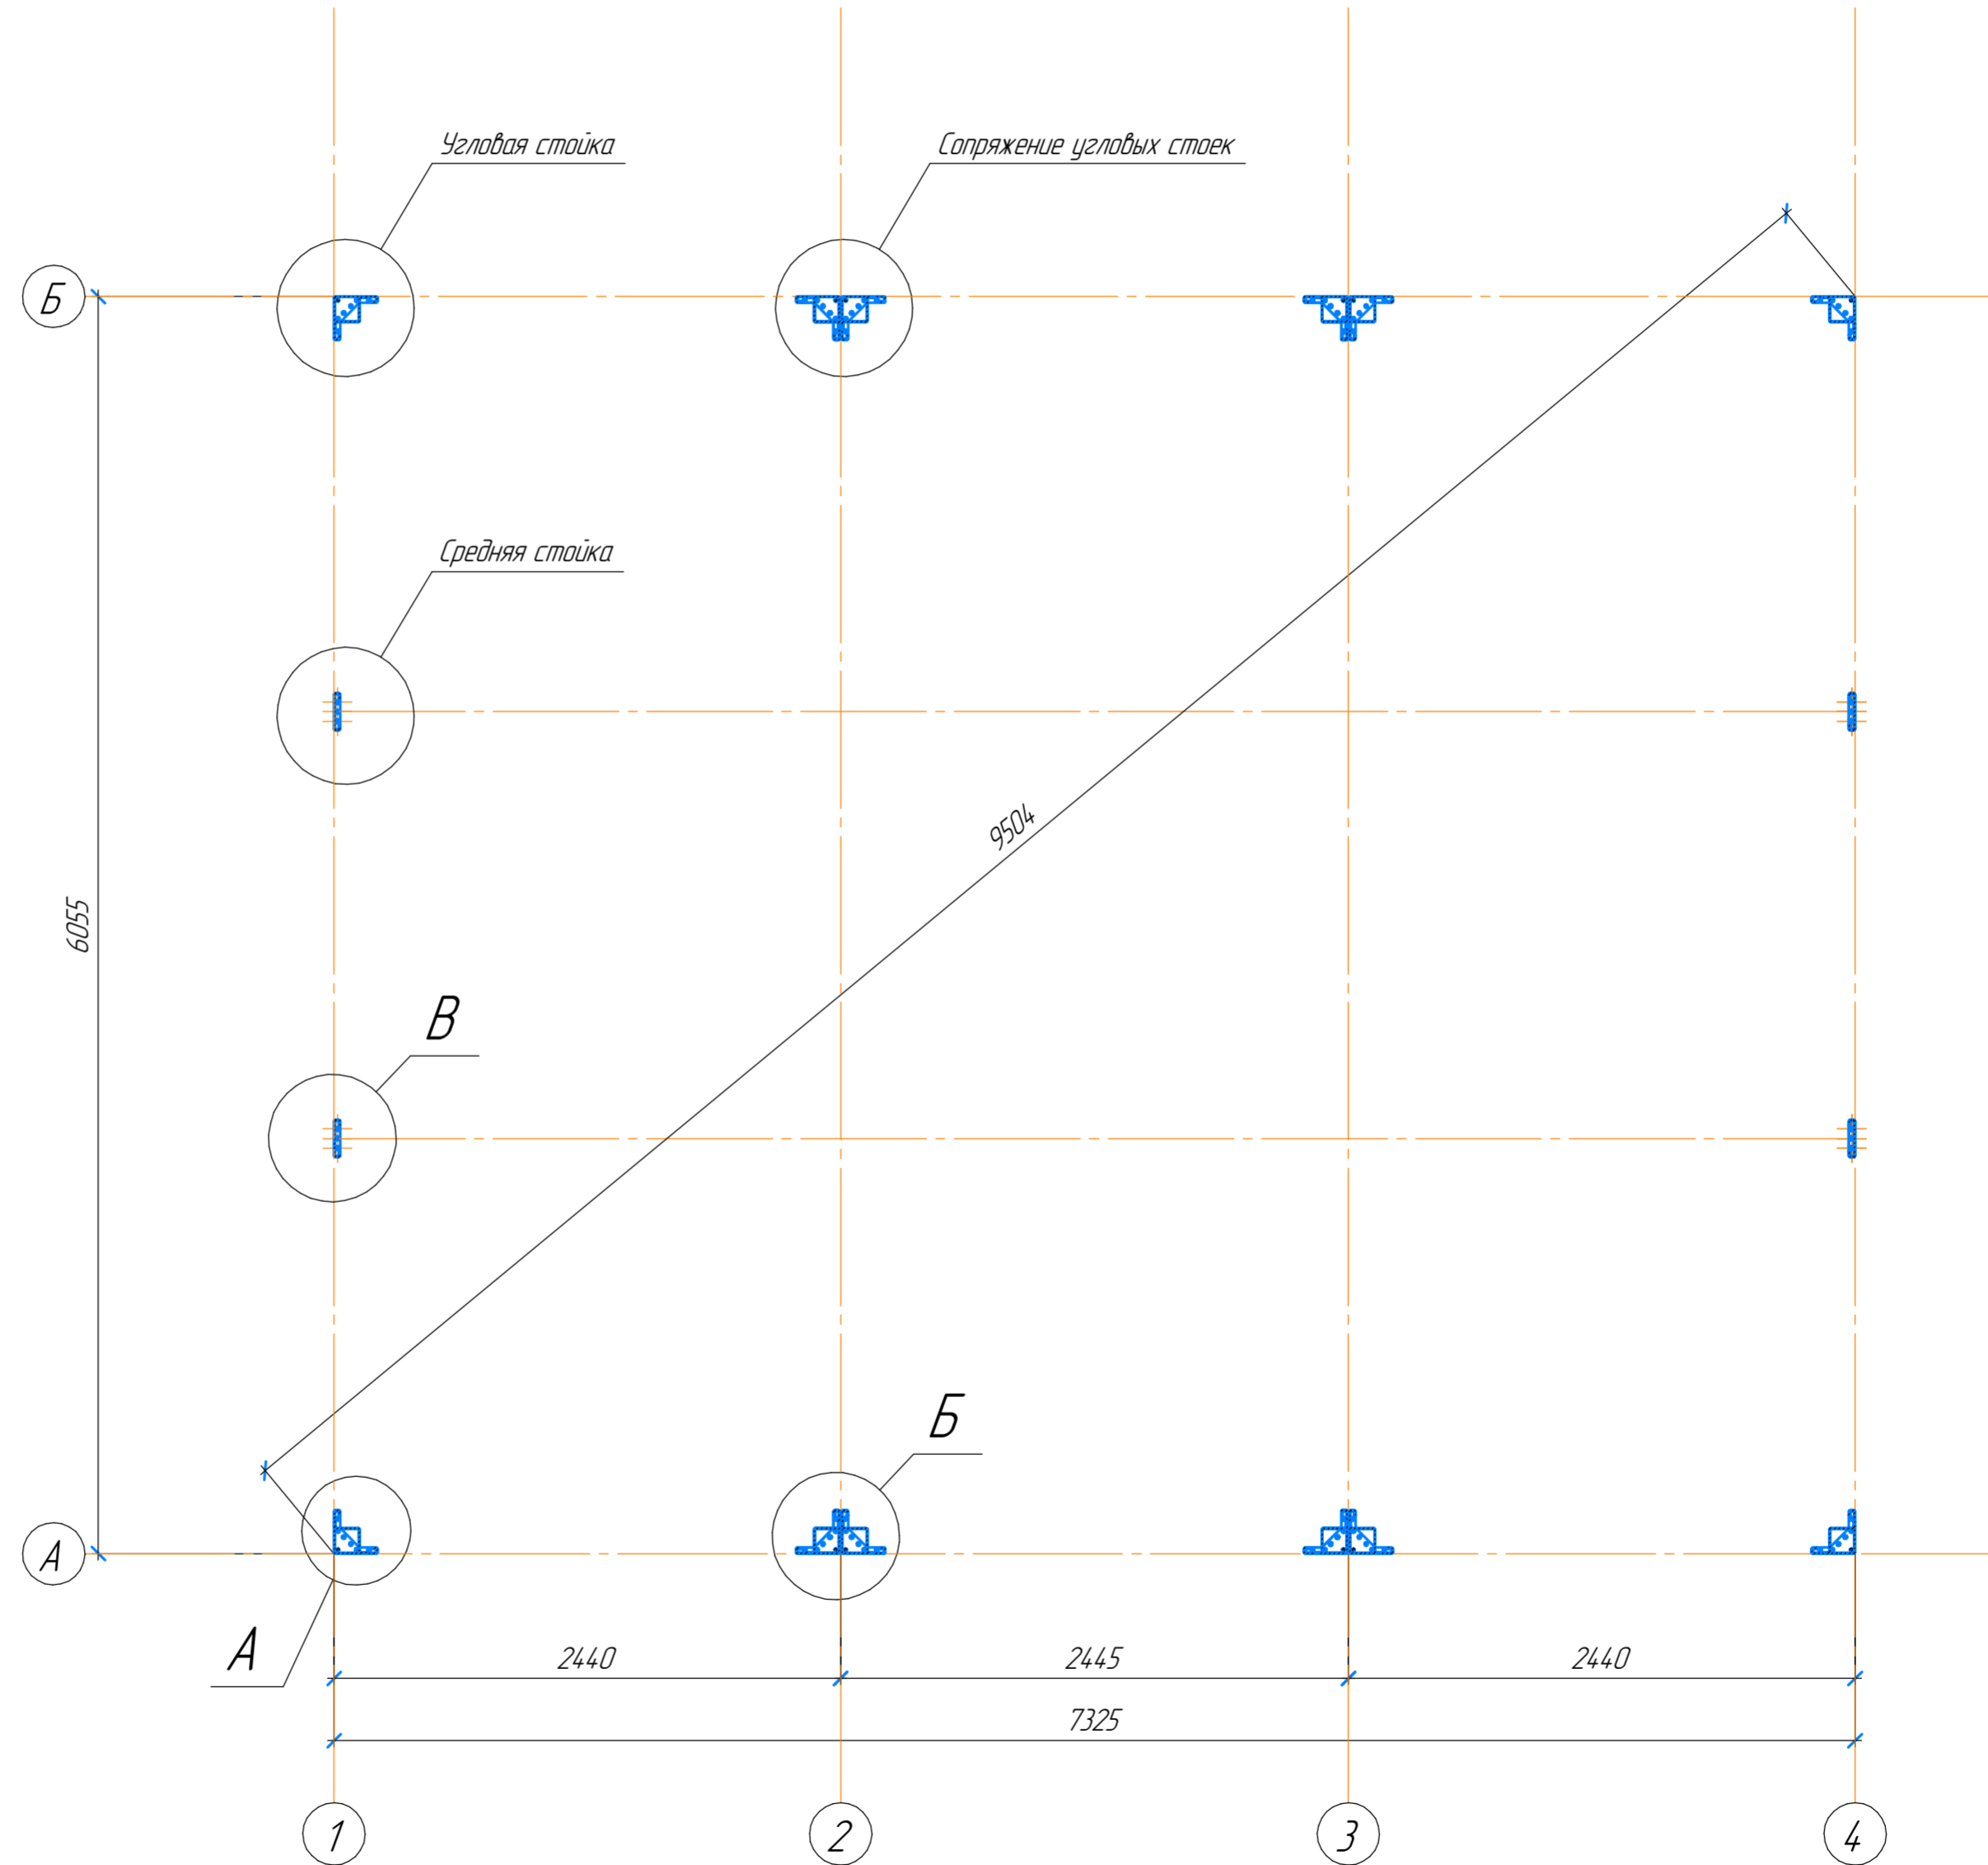 Угловая стойка
Сопряжение угловых стоек
Б
Средняя стойка
9504
6055
В
Б
А
А
2440
2445
2440
7325
1
2
3
4